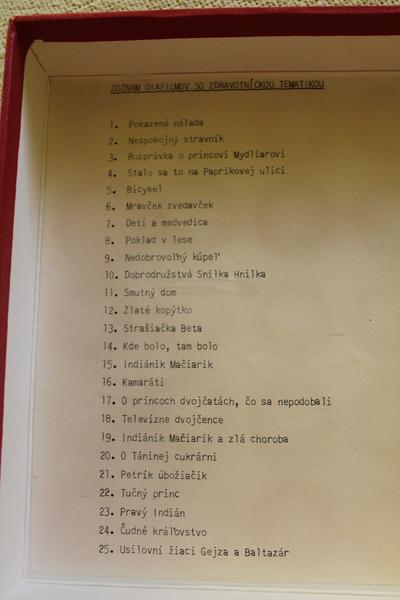 ZOZNAM DIAFILMOV SO ZDRAVOTNÍCKOU TEMATIKOU
1. Pokazená nálada
2. Nespokojný stravník
3. Rozprávka o princovi Mydliarovi
4. Stalo sa to na Paprikovej ulici
5. Bicykel
6. Mravček zvedavček
7. Deti a medvedica
8. Poklad v lese
9. Nedobrovoľný kúpeľ
10. Dobrodružstvá Snilka Hnilka
11. Smutný dom
12. Zlaté kopýtko
13. Strašiačka Beta
14. Kde bolo, tam bolo
15. Indiánik Mačiarik
16. Kamaráti
17. O princoch dvojčatách, čo sa nepodobali
18. Televízne dvojčence
19. Indiánik Mačiarik a zlá choroba
20. O Táninej cukrárni
21. Petrík úbožiačik
22. Tučný princ
23. Pravý Indián
24. Čudné kráľovstvo
25. Usilovní žiaci Gejza a Baltazár